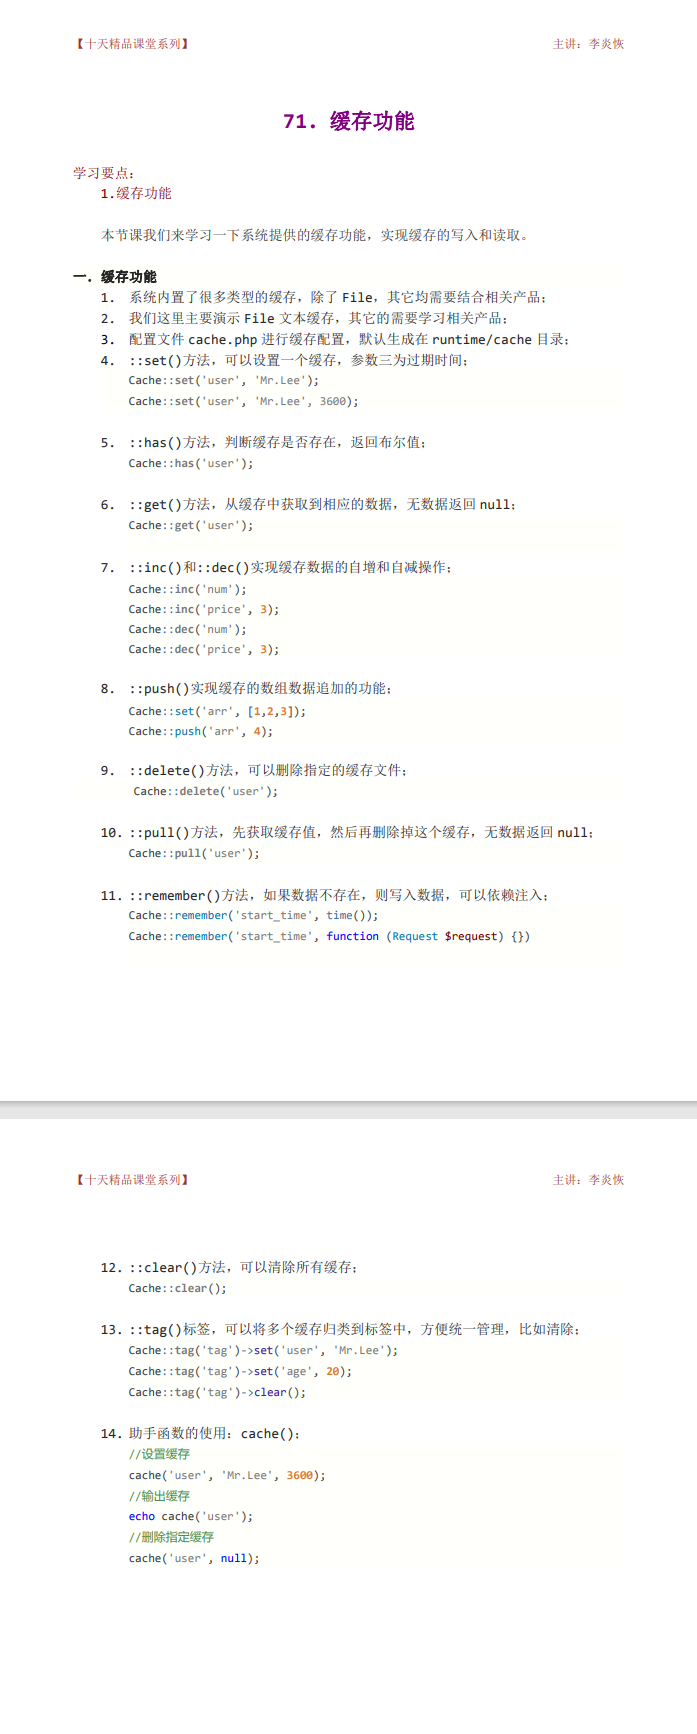 【十天精品课堂系列】 主讲：李炎恢
71. 缓存功能
学习要点：
1.缓存功能
本节课我们来学习一下系统提供的缓存功能，实现缓存的写入和读取。
一. 缓存功能
1. 系统内置了很多类型的缓存，除了 File，其它均需要结合相关产品；
2. 我们这里主要演示 File 文本缓存，其它的需要学习相关产品；
3. 配置文件 cache.php 进行缓存配置，默认生成在 runtime/cache 目录；
4. ::set()方法，可以设置一个缓存，参数三为过期时间；
Cache::set('user', 'Mr.Lee');
Cache::set('user', 'Mr.Lee', 3600);
5. ::has()方法，判断缓存是否存在，返回布尔值；
Cache::has('user');
6. ::get()方法，从缓存中获取到相应的数据，无数据返回 null；
Cache::get('user');
7. ::inc()和::dec()实现缓存数据的自增和自减操作；
Cache::inc('num');
Cache::inc('price', 3);
Cache::dec('num');
Cache::dec('price', 3);
8. ::push()实现缓存的数组数据追加的功能；
Cache::set('arr', [1,2,3]);
Cache::push('arr', 4);
9. ::delete()方法，可以删除指定的缓存文件；
Cache::delete('user');
10. ::pull()方法，先获取缓存值，然后再删除掉这个缓存，无数据返回 null；
Cache::pull('user');
11. ::remember()方法，如果数据不存在，则写入数据，可以依赖注入；
Cache::remember('start_time', time());
Cache::remember('start_time', function (Request $request) {})
【十天精品课堂系列】 主讲：李炎恢
12. ::clear()方法，可以清除所有缓存；
Cache::clear();
13. ::tag()标签，可以将多个缓存归类到标签中，方便统一管理，比如清除；
Cache::tag('tag')->set('user', 'Mr.Lee');
Cache::tag('tag')->set('age', 20);
Cache::tag('tag')->clear();
14. 助手函数的使用：cache()；
//设置缓存
cache('user', 'Mr.Lee', 3600);
//输出缓存
echo cache('user');
//删除指定缓存
cache('user', null);